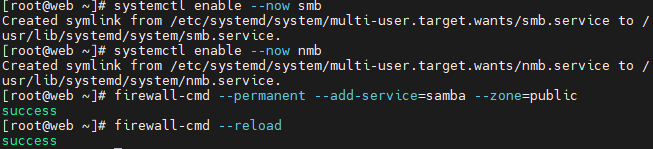 [root@web ~]# systemctl enable --now smb
Created symlink from /etc/systemd/system/multi-user.target.wants/smb.service to /
usr/lib/systemd/system/smb.service.
[root@web ~]# systemctl enable --now nmb
Created symlink from /etc/systemd/system/multi-user.target.wants/nmb.service to /
usr/lib/systemd/system/nmb.service.
[root@web ~]# firewall-cmd --permanent --add-service=samba --zone=public
success
[root@web ~]# firewall-cmd --reload
success